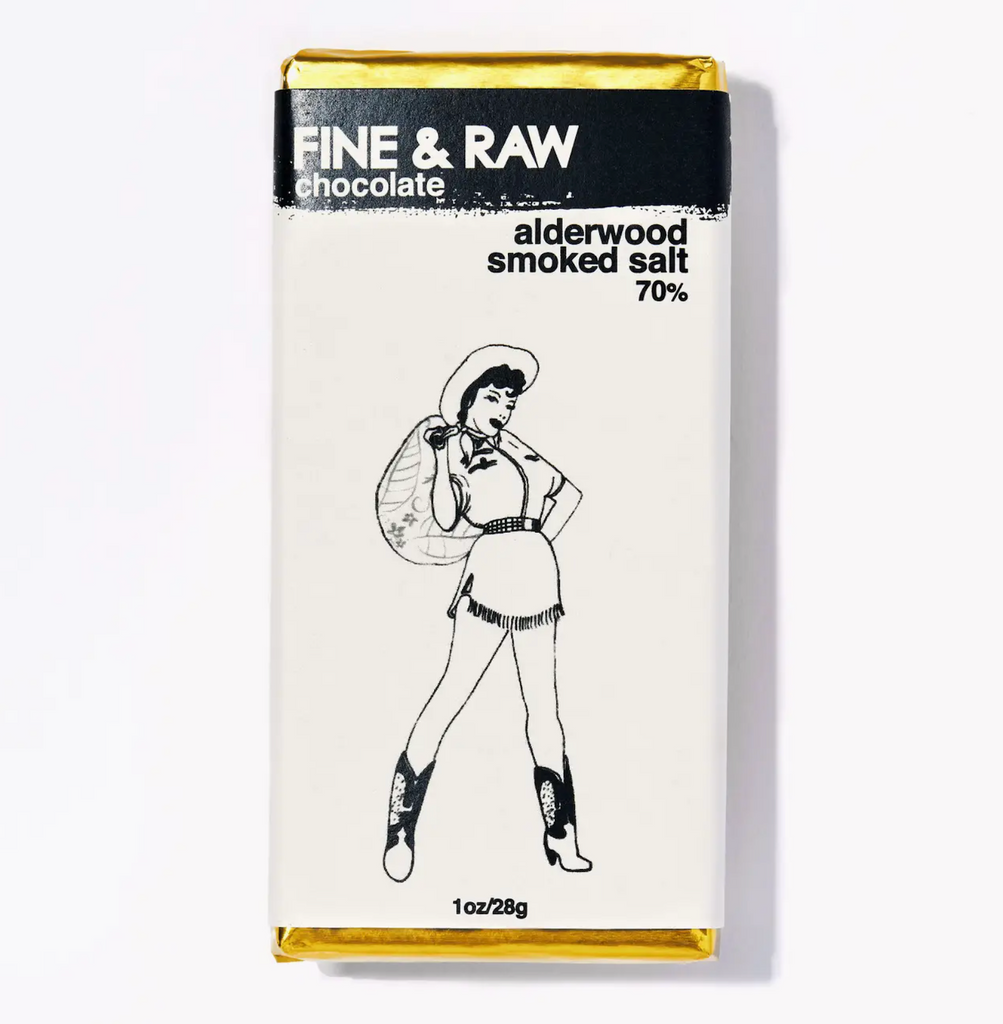 FINE & RAW
chocolate
alderwood
smoked salt
70%
1oz/28g